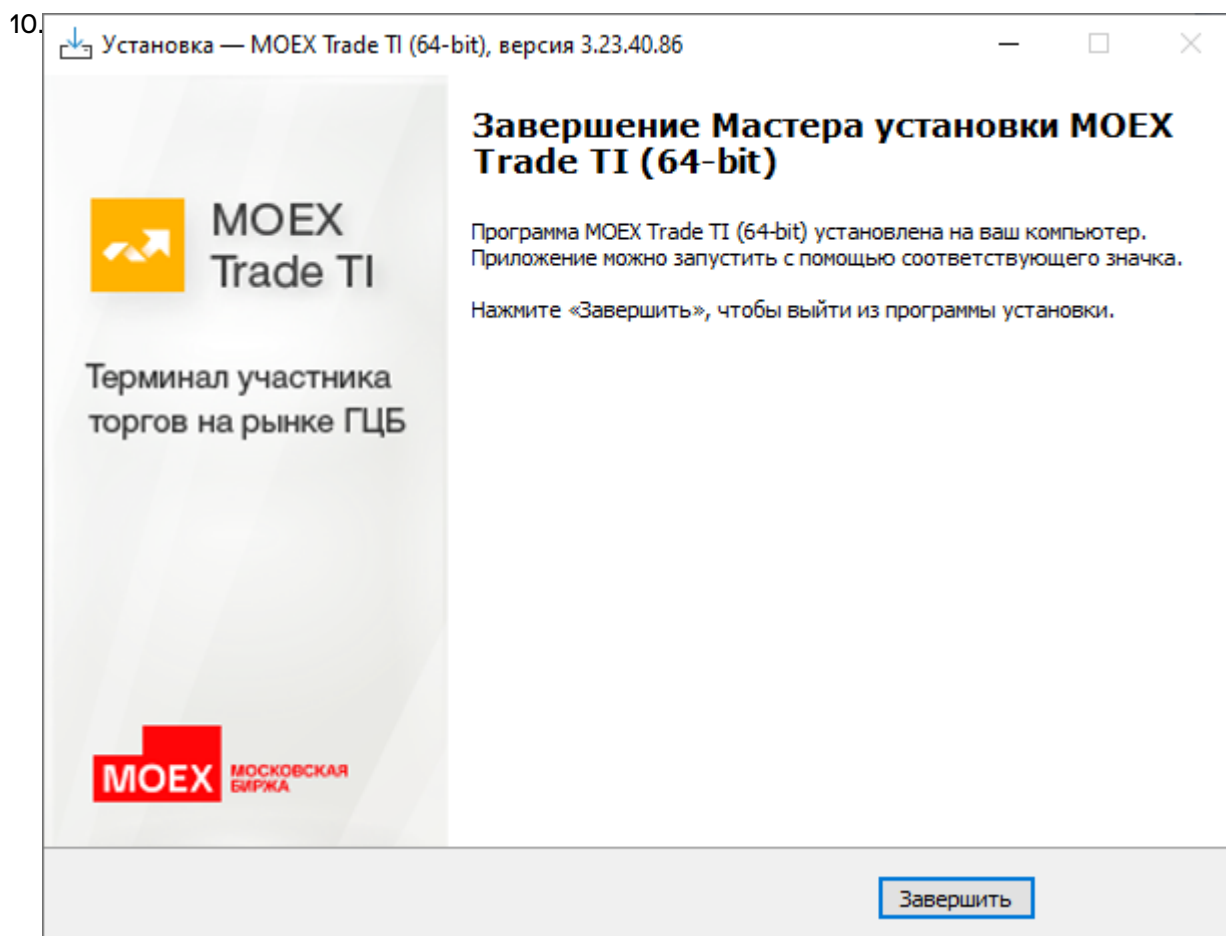 10.
Установка — MOEX Trade TI (64-bit), версия 3.23.40.86
Завершение Мастера установки MOEX
Trade TI (64-bit)
MOEX
Trade TI
Программа MOEX Trade TI (64-bit) установлена на ваш компьютер.
Приложение можно запустить с помощью соответствующего значка.
Нажмите «Завершить», чтобы выйти из программы установки.
Терминал участника
торгов на рынке ГЦБ
MOEX
МОСКОВСКАЯ
БИРЖА
Завершить